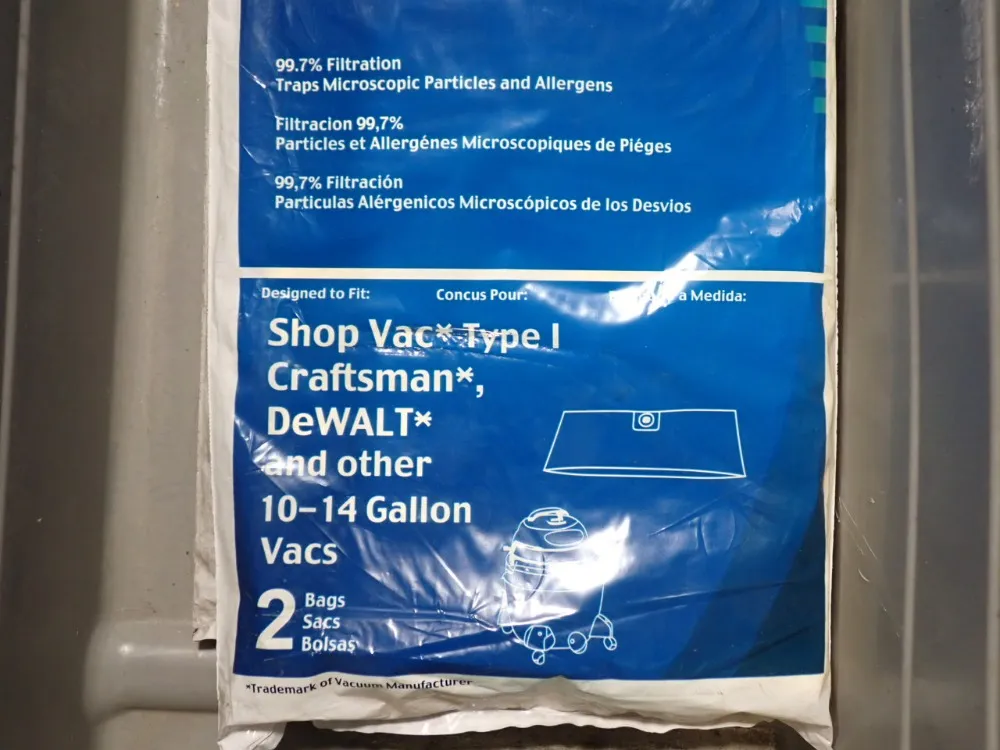 99.7% Filtration
Traps Microscopic Particles and Allergens
Filtracion 99,7%
Particles et Allergénes Microscopiques de Piéges
99,7% Filtración
Particulas Alérgenicos Microscópicos de los Desvios
Designed to Fit: Concus Pour: a Medida:
Shop Vac* Type I
Craftsman*,
DeWALT*
and other
10–14 Gallon
Vacs
2 Bags
Sacs
Bolsas
*Trademark of Vacuum Manufacturer